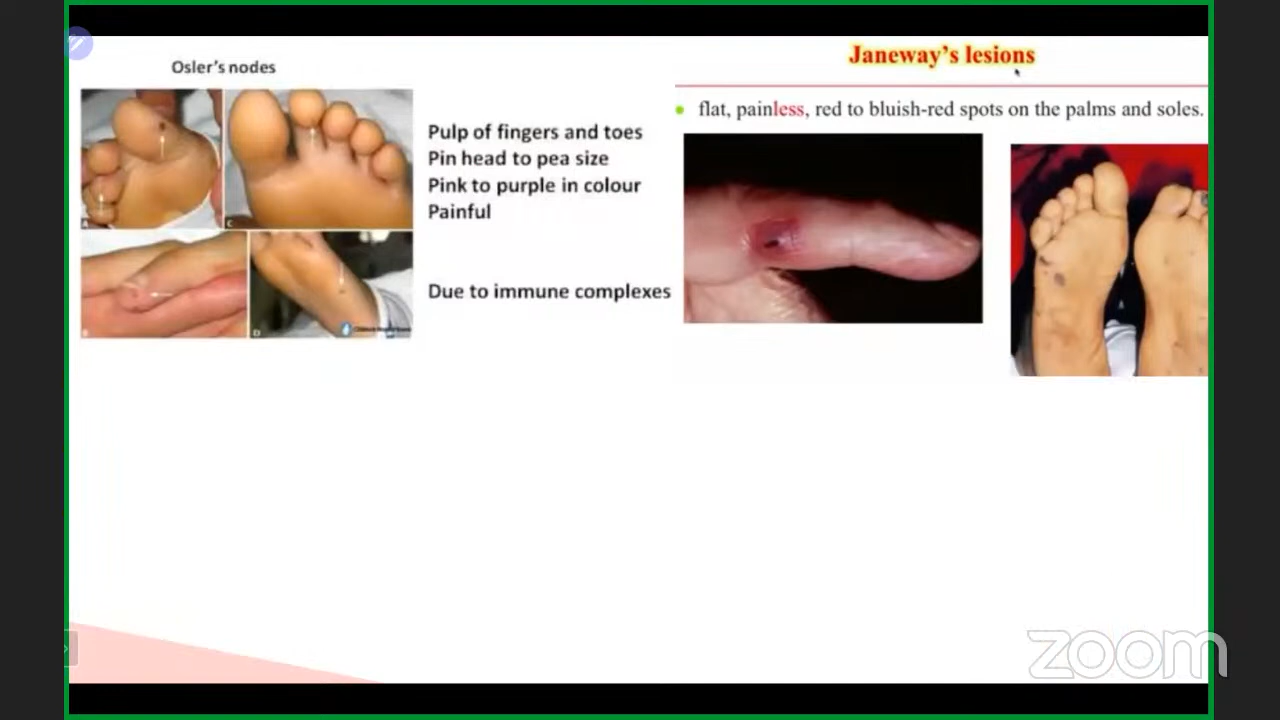 Osler's nodes
A
C
B
D
Pulp of fingers and toes
Pin head to pea size
Pink to purple in colour
Painful
Due to immune complexes
Janeway's lesions
flat, painless, red to bluish-red spots on the palms and soles.
zoom